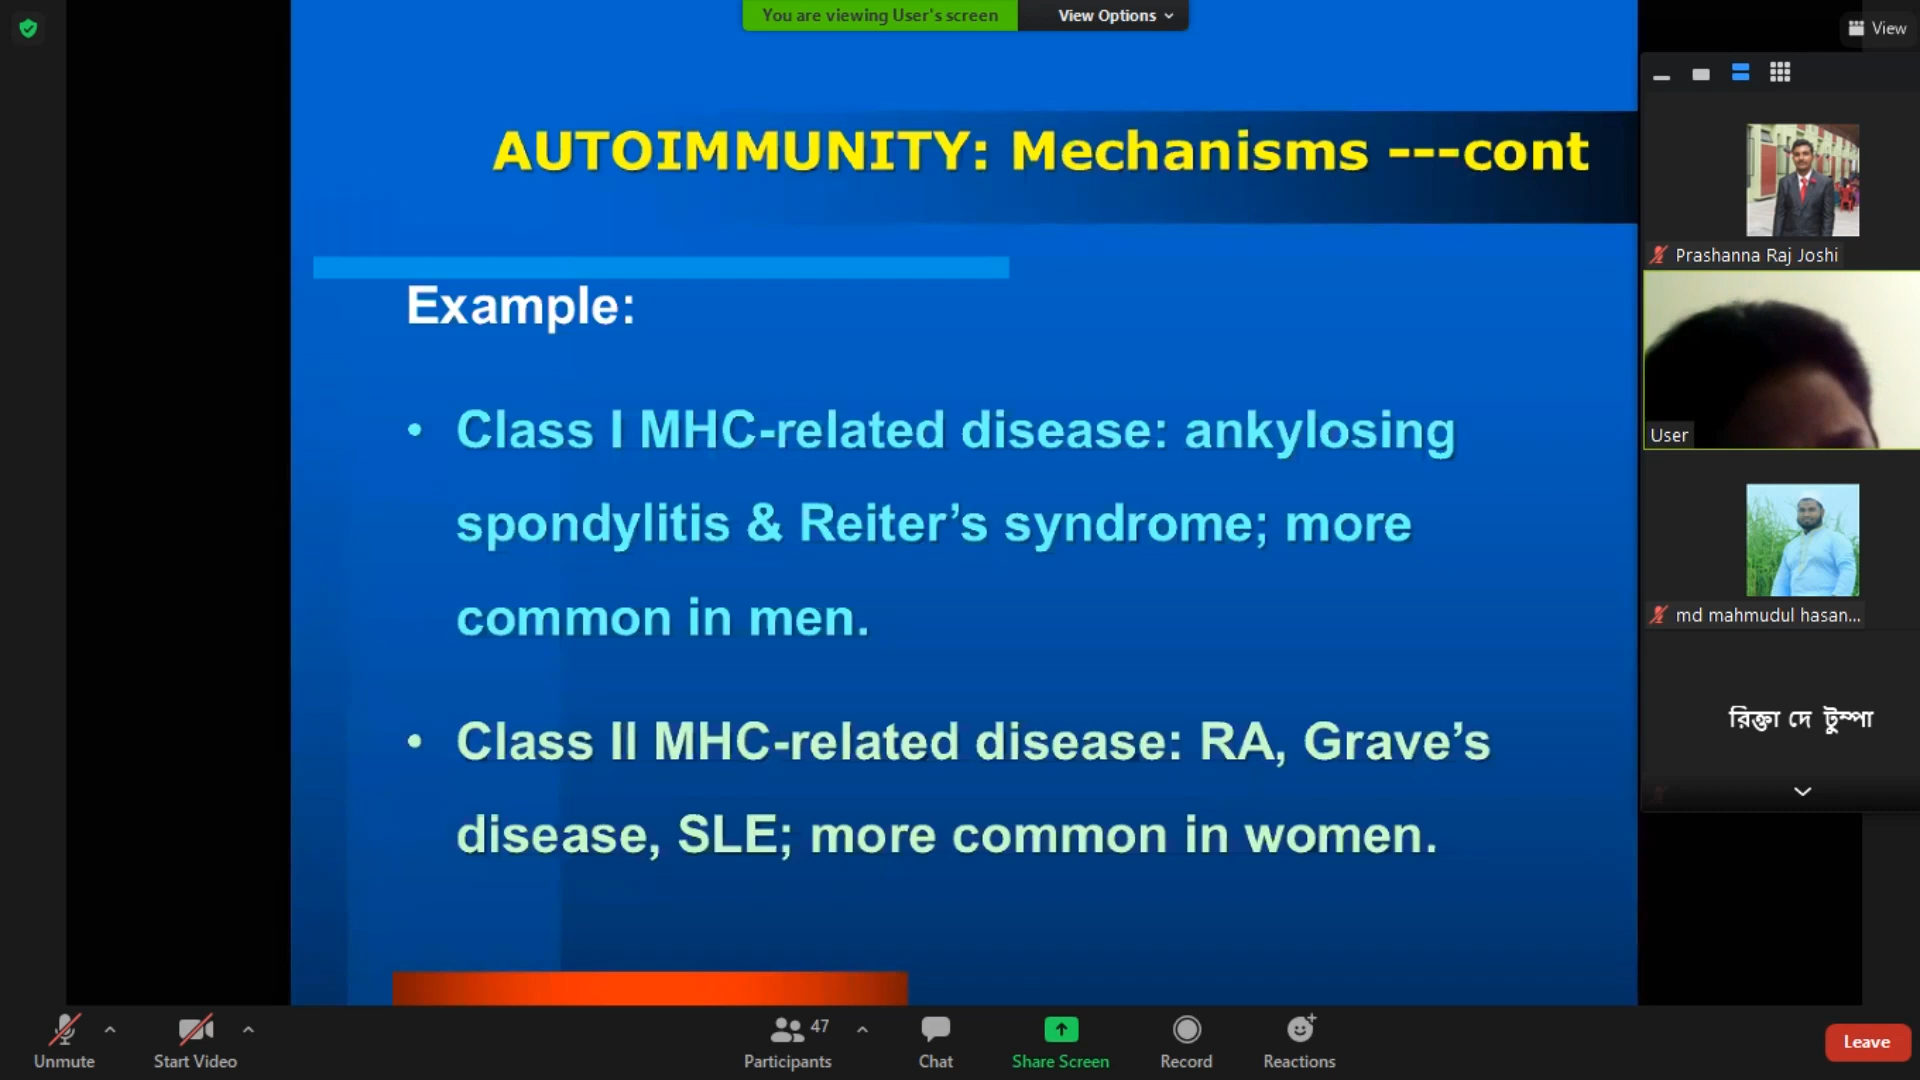 You are viewing User's screen
View Options
View
AUTOIMMUNITY: Mechanisms ---cont
Example:
• Class I MHC-related disease: ankylosing
spondylitis & Reiter’s syndrome; more
common in men.
• Class II MHC-related disease: RA, Grave’s
disease, SLE; more common in women.
Prashanna Raj Joshi
User
md mahmudul hasan...
রিক্তা দে টুম্পা
Unmute
Start Video
47
Participants
Chat
Share Screen
Record
Reactions
Leave